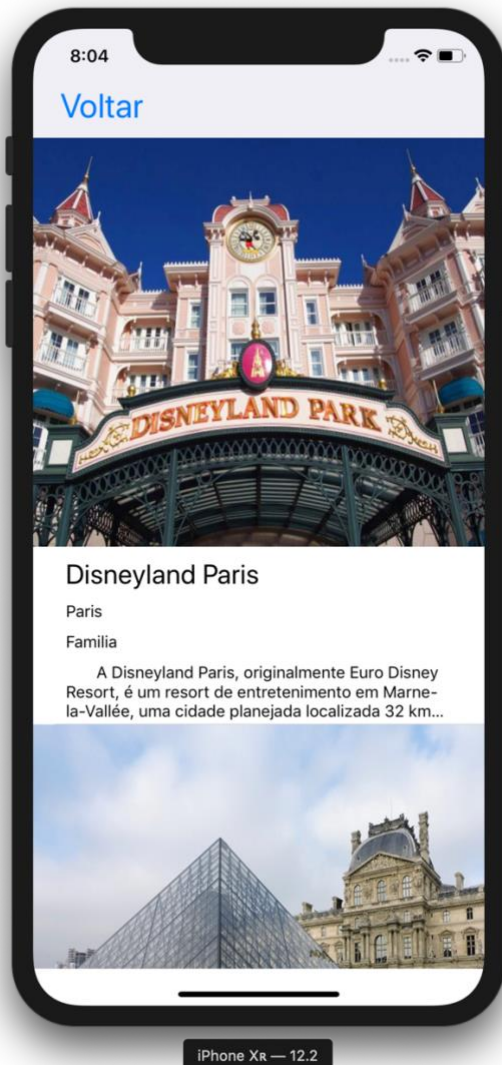 8:04
Voltar
DISNEYLAND PARK
Disneyland Paris
Paris
Familia
A Disneyland Paris, originalmente Euro Disney
Resort, é um resort de entretenimento em Marne-
la-Vallée, uma cidade planejada localizada 32 km...
iPhone Xʀ — 12.2